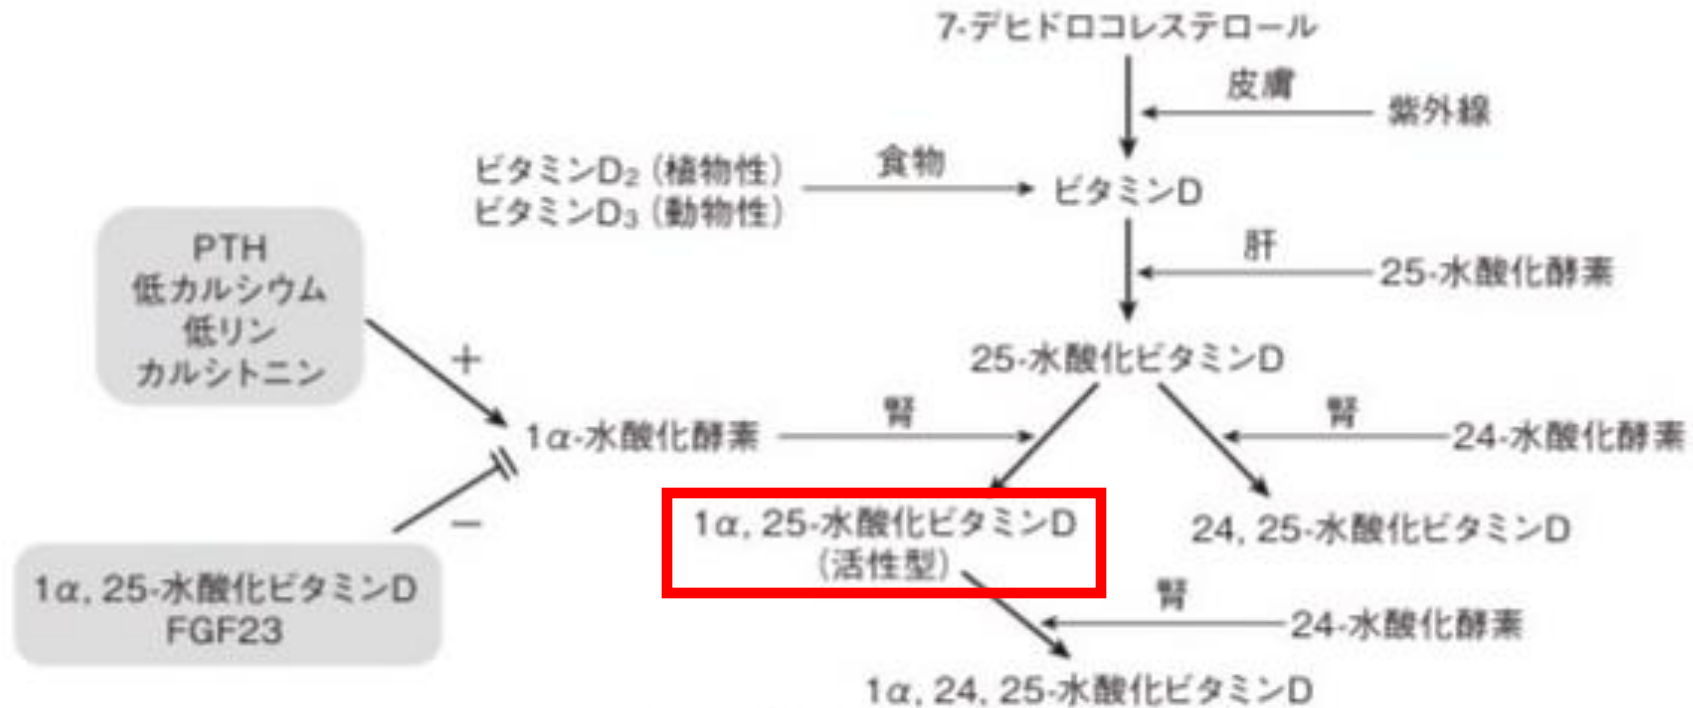 7-デヒドロコレステロール
皮膚
紫外線
ビタミンD2（植物性）
ビタミンD3（動物性）
食物
ビタミンD
肝
25-水酸化酵素
PTH
低カルシウム
低リン
カルシトニン
+
25-水酸化ビタミンD
1α-水酸化酵素
腎
腎
24-水酸化酵素
−
1α, 25-水酸化ビタミンD
（活性型）
24, 25-水酸化ビタミンD
1α, 25-水酸化ビタミンD
FGF23
腎
24-水酸化酵素
1α, 24, 25-水酸化ビタミンD